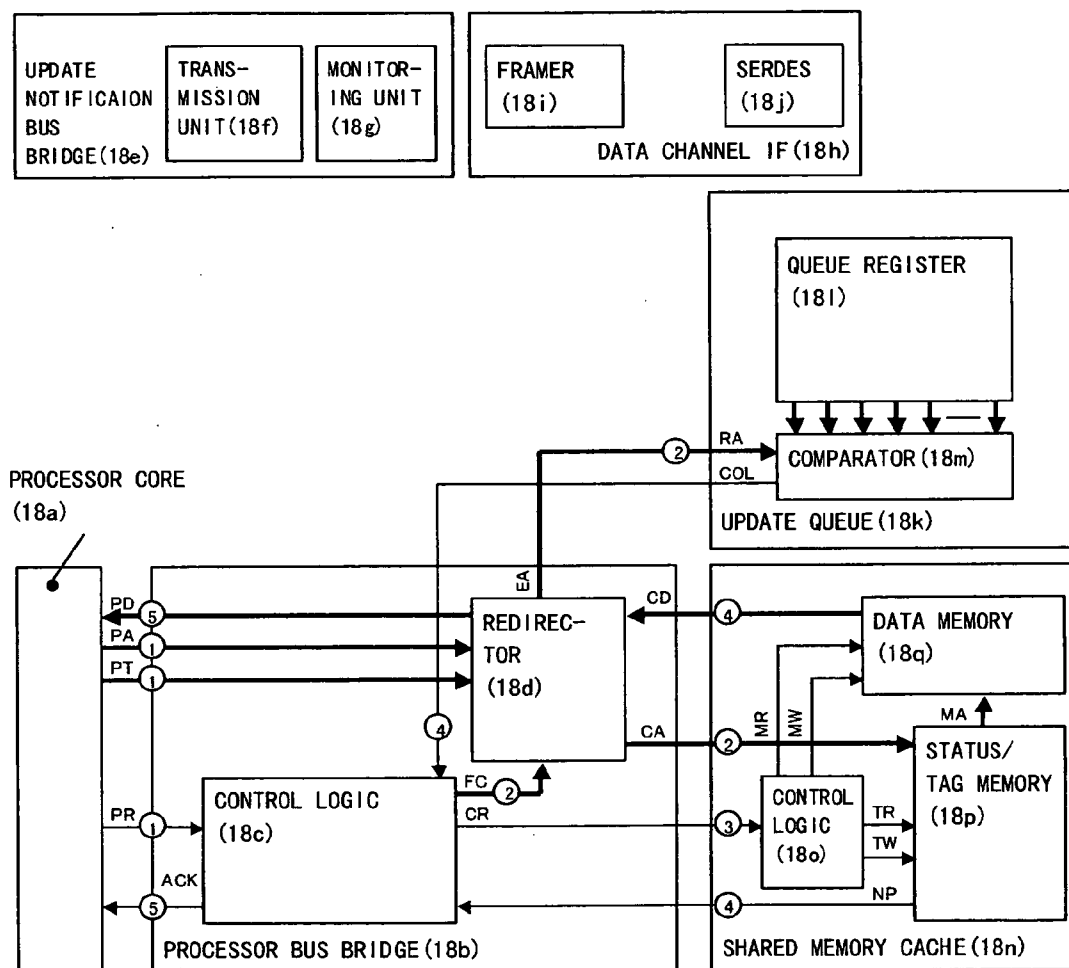 UPDATE
NOTIFICAION
BUS
BRIDGE(18e)
TRANS-
MISSION
UNIT(18f)
MONITOR-
ING UNIT
(18g)
FRAMER
(18i)
SERDES
(18j)
DATA CHANNEL IF(18h)
QUEUE REGISTER
(18l)
RA
2
COL
COMPARATOR(18m)
UPDATE QUEUE(18k)
PROCESSOR CORE
(18a)
EA
PD
5
PA
1
PT
1
REDIREC-
TOR
(18d)
CD
4
DATA MEMORY
(18q)
MR
MW
MA
4
CA
2
STATUS/
TAG MEMORY
(18p)
FC
2
CONTROL LOGIC
(18c)
PR
1
CR
3
CONTROL
LOGIC
(18o)
TR
TW
ACK
5
4
NP
PROCESSOR BUS BRIDGE(18b)
SHARED MEMORY CACHE(18n)